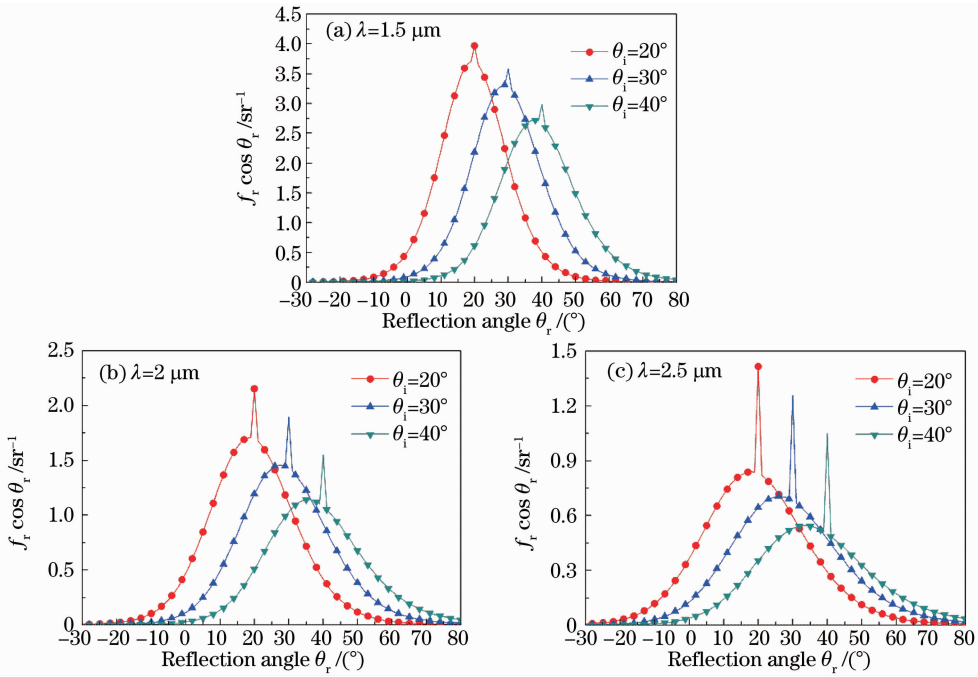 (a) λ=1.5 μm
θi=20°
θi=30°
θi=40°
fr cos θr /sr⁻¹
4.5
4.0
3.5
3.0
2.5
2.0
1.5
1.0
0.5
0
−30 −20 −10 0 10 20 30 40 50 60 70 80
Reflection angle θr /(°)
(b) λ=2 μm
θi=20°
θi=30°
θi=40°
fr cos θr /sr⁻¹
2.5
2.0
1.5
1.0
0.5
0
−30 −20 −10 0 10 20 30 40 50 60 70 80
Reflection angle θr /(°)
(c) λ=2.5 μm
θi=20°
θi=30°
θi=40°
fr cos θr /sr⁻¹
1.5
1.2
0.9
0.6
0.3
0
−30 −20 −10 0 10 20 30 40 50 60 70 80
Reflection angle θr /(°)